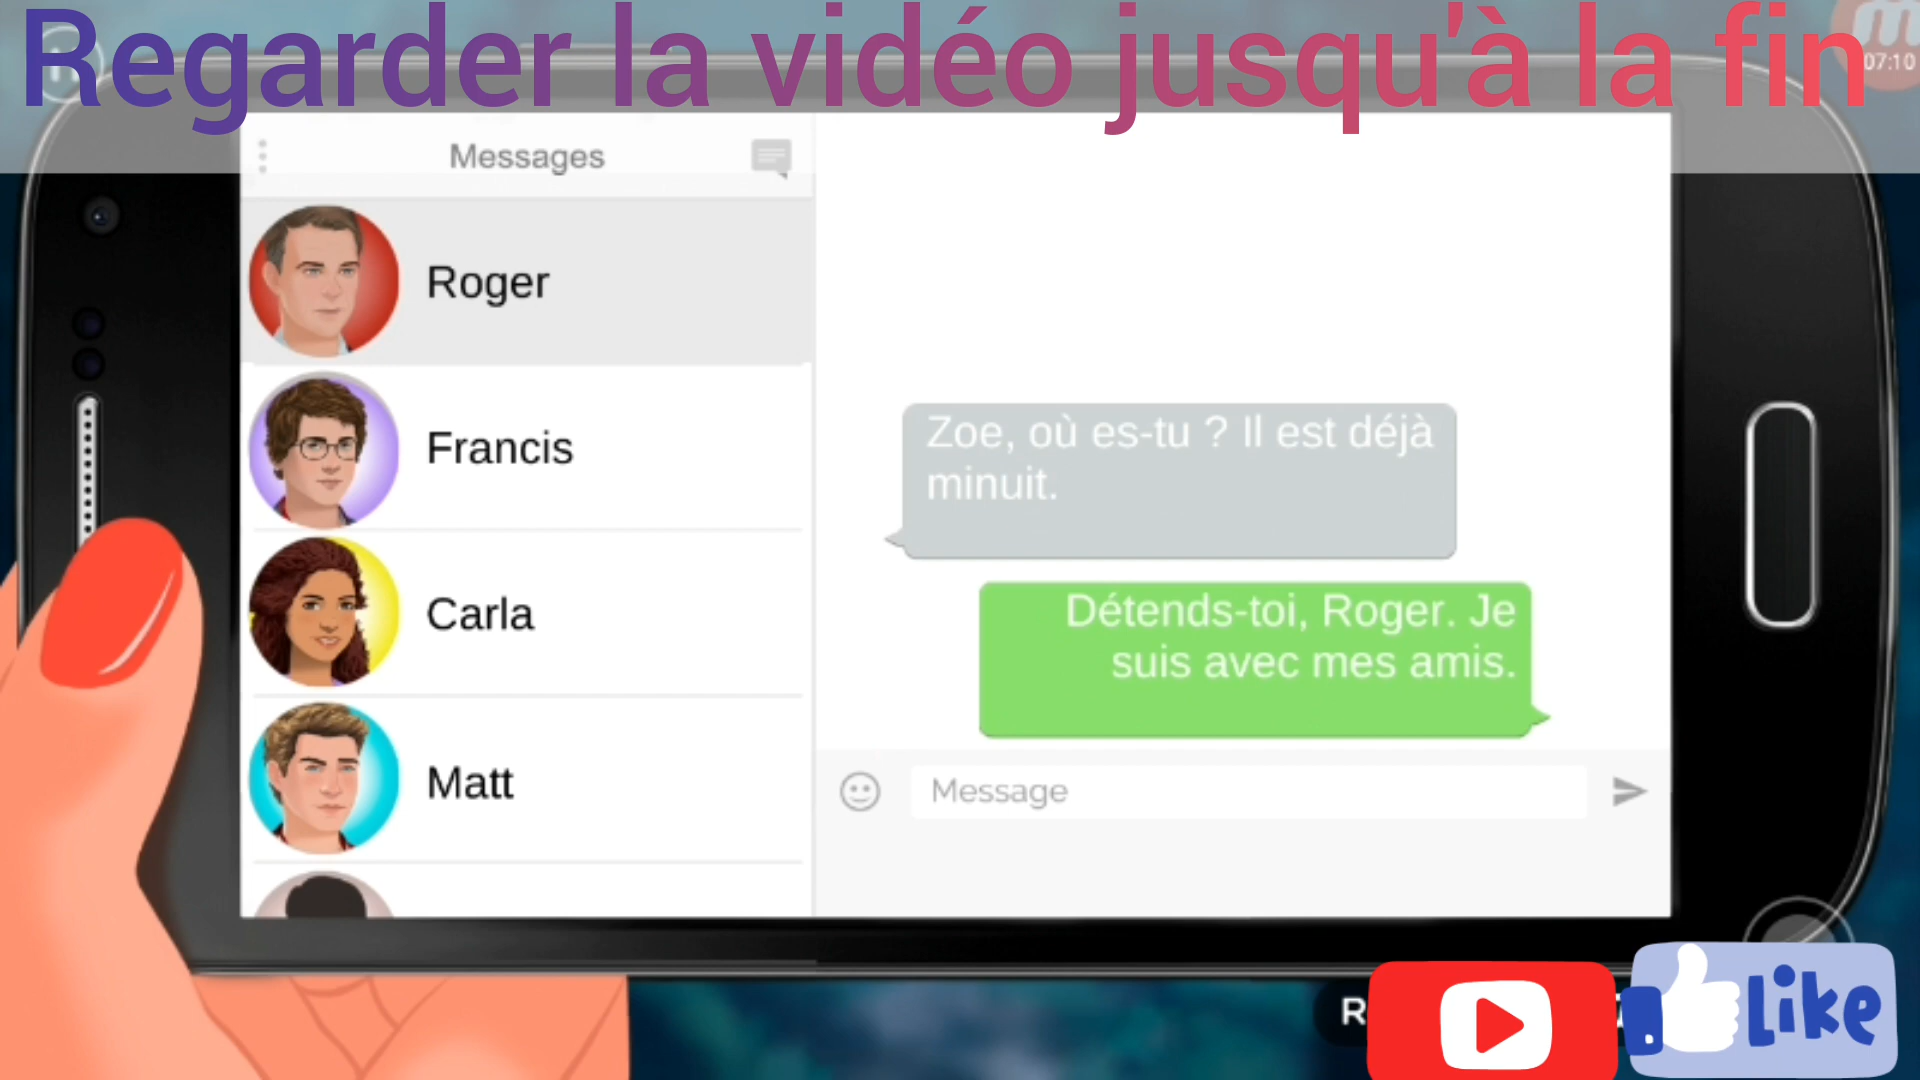 Regarder la vidéo jusqu'à la fin
07:10
Messages
Roger
Francis
Carla
Matt
Zoe, où es-tu ? Il est déjà
minuit.
Détends-toi, Roger. Je
suis avec mes amis.
Message
Like